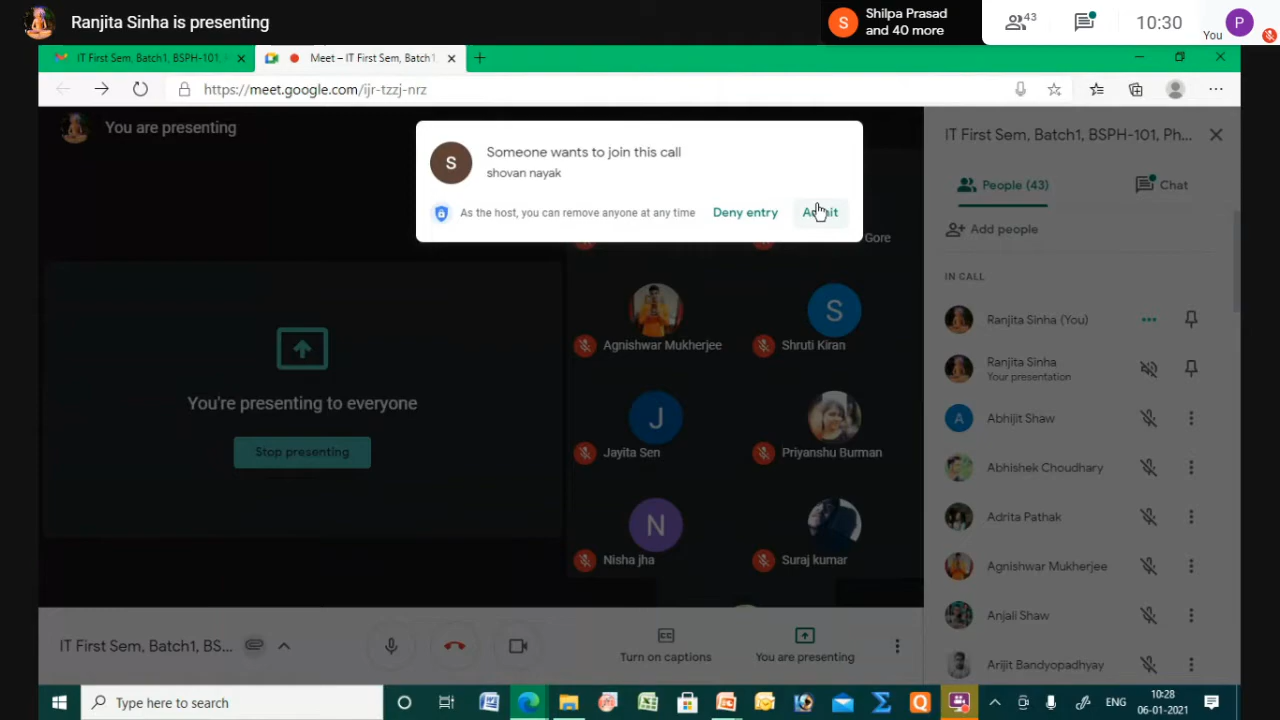 Ranjita Sinha is presenting
Shilpa Prasad
and 40 more
43
10:30
You
P
S
IT First Sem, Batch1, BSPH-101,
Meet – IT First Sem, Batch1
https://meet.google.com/ijr-tzzj-nrz
You are presenting
S
Someone wants to join this call
shovan nayak
As the host, you can remove anyone at any time
Deny entry
Gore
You're presenting to everyone
Stop presenting
Agnishwar Mukherjee
S
Shruti Kiran
J
Jayita Sen
Priyanshu Burman
N
Nisha jha
Suraj kumar
IT First Sem, Batch1, BSPH-101, Ph...
People (43)
Chat
Add people
IN CALL
Ranjita Sinha (You)
Ranjita Sinha
Your presentation
A
Abhijit Shaw
Abhishek Choudhary
Adrita Pathak
Agnishwar Mukherjee
Anjali Shaw
Arijit Bandyopadhyay
IT First Sem, Batch1, BS...
CC
Turn on captions
You are presenting
Type here to search
ENG
10:28
06-01-2021